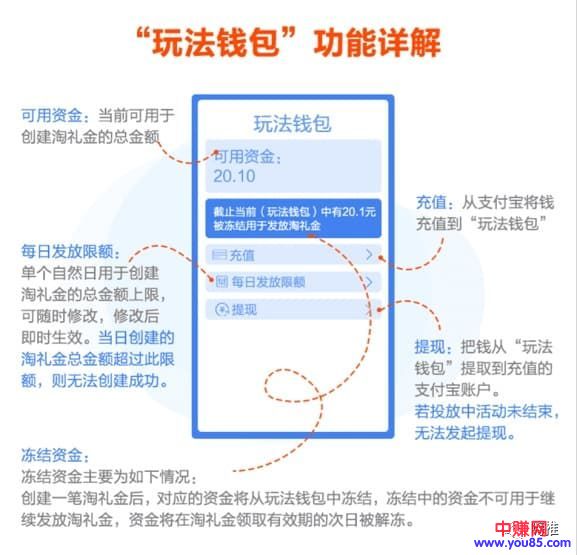 “玩法钱包”功能详解
可用资金：当前可用于
创建淘礼金的总金额
玩法钱包
可用资金：
20.10
截止当前（玩法钱包）中有20.1元
被冻结用于发放淘礼金
充值
每日发放限额
提现
充值：从支付宝将钱
充值到“玩法钱包”
每日发放限额：
单个自然日用于创建
淘礼金的总金额上限，
可随时修改，修改后
即时生效。当日创建的
淘礼金总金额超过此限
额，则无法创建成功。
提现：把钱从“玩法
钱包”提取到充值的
支付宝账户。
若投放中活动未结束，
无法发起提现。
冻结资金：
冻结资金主要为如下情况：
创建一笔淘礼金后，对应的资金将从玩法钱包中冻结，冻结中的资金不可用于继
续发放淘礼金，资金将在淘礼金领取有效期的次日被解冻。
中赚网
www.you85.com